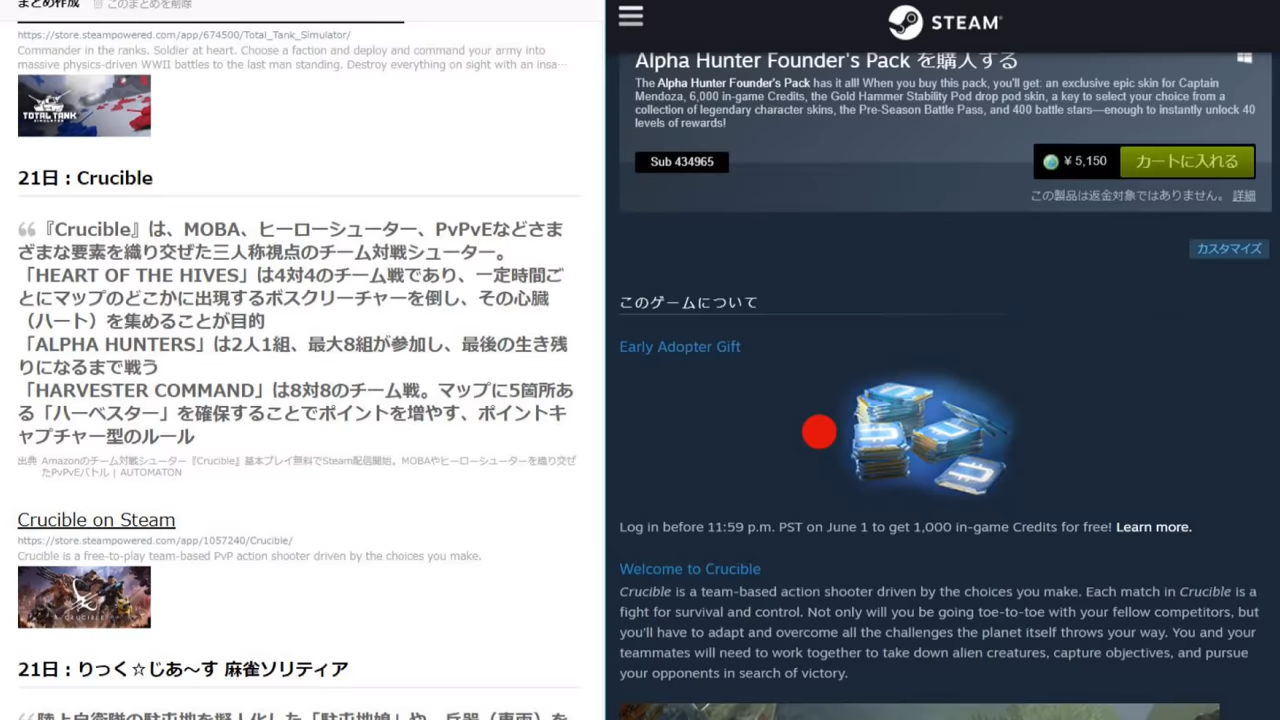 まとめ作成 このまとめを削除
https://store.steampowered.com/app/674500/Total_Tank_Simulator/
Commander in the ranks. Soldier at heart. Choose a faction and deploy and command your army into
massive physics-driven WWII battles to the last man standing. Destroy everything on sight with an insa…
TOTAL TANK
SIMULATOR
21日：Crucible
『Crucible』は、MOBA、ヒーローシューター、PvPvEなどさま
ざまな要素を織り交ぜた三人称視点のチーム対戦シューター。
「HEART OF THE HIVES」は4対4のチーム戦であり、一定時間ご
とにマップのどこかに出現するボスクリーチャーを倒し、その心臓
（ハート）を集めることが目的
「ALPHA HUNTERS」は2人1組、最大8組が参加し、最後の生き残
りになるまで戦う
「HARVESTER COMMAND」は8対8のチーム戦。マップに5箇所あ
る「ハーベスター」を確保することでポイントを増やす、ポイントキ
ャプチャー型のルール
出典 Amazonのチーム対戦シューター『Crucible』基本プレイ無料でSteam配信開始。MOBAやヒーローシューターを織り交ぜ
たPvPvEバトル | AUTOMATON
Crucible on Steam
https://store.steampowered.com/app/1057240/Crucible/
Crucible is a free-to-play team-based PvP action shooter driven by the choices you make.
CRUCIBLE
21日：りっく☆じあ～す 麻雀ソリティア
陸上自衛隊の駐屯地を擬人化した「駐屯地娘」や、兵器（車両）を
STEAM
Alpha Hunter Founder's Pack を購入する
The Alpha Hunter Founder's Pack has it all! When you buy this pack, you'll get: an exclusive epic skin for Captain
Mendoza, 6,000 in-game Credits, the Gold Hammer Stability Pod drop pod skin, a key to select your choice from a
collection of legendary character skins, the Pre-Season Battle Pass, and 400 battle stars—enough to instantly unlock 40
levels of rewards!
Sub 434965
¥ 5,150 カートに入れる
この製品は返金対象ではありません。 詳細
カスタマイズ
このゲームについて
Early Adopter Gift
Log in before 11:59 p.m. PST on June 1 to get 1,000 in-game Credits for free! Learn more.
Welcome to Crucible
Crucible is a team-based action shooter driven by the choices you make. Each match in Crucible is a
fight for survival and control. Not only will you be going toe-to-toe with your fellow competitors, but
you'll have to adapt and overcome all the challenges the planet itself throws your way. You and your
teammates will need to work together to take down alien creatures, capture objectives, and pursue
your opponents in search of victory.